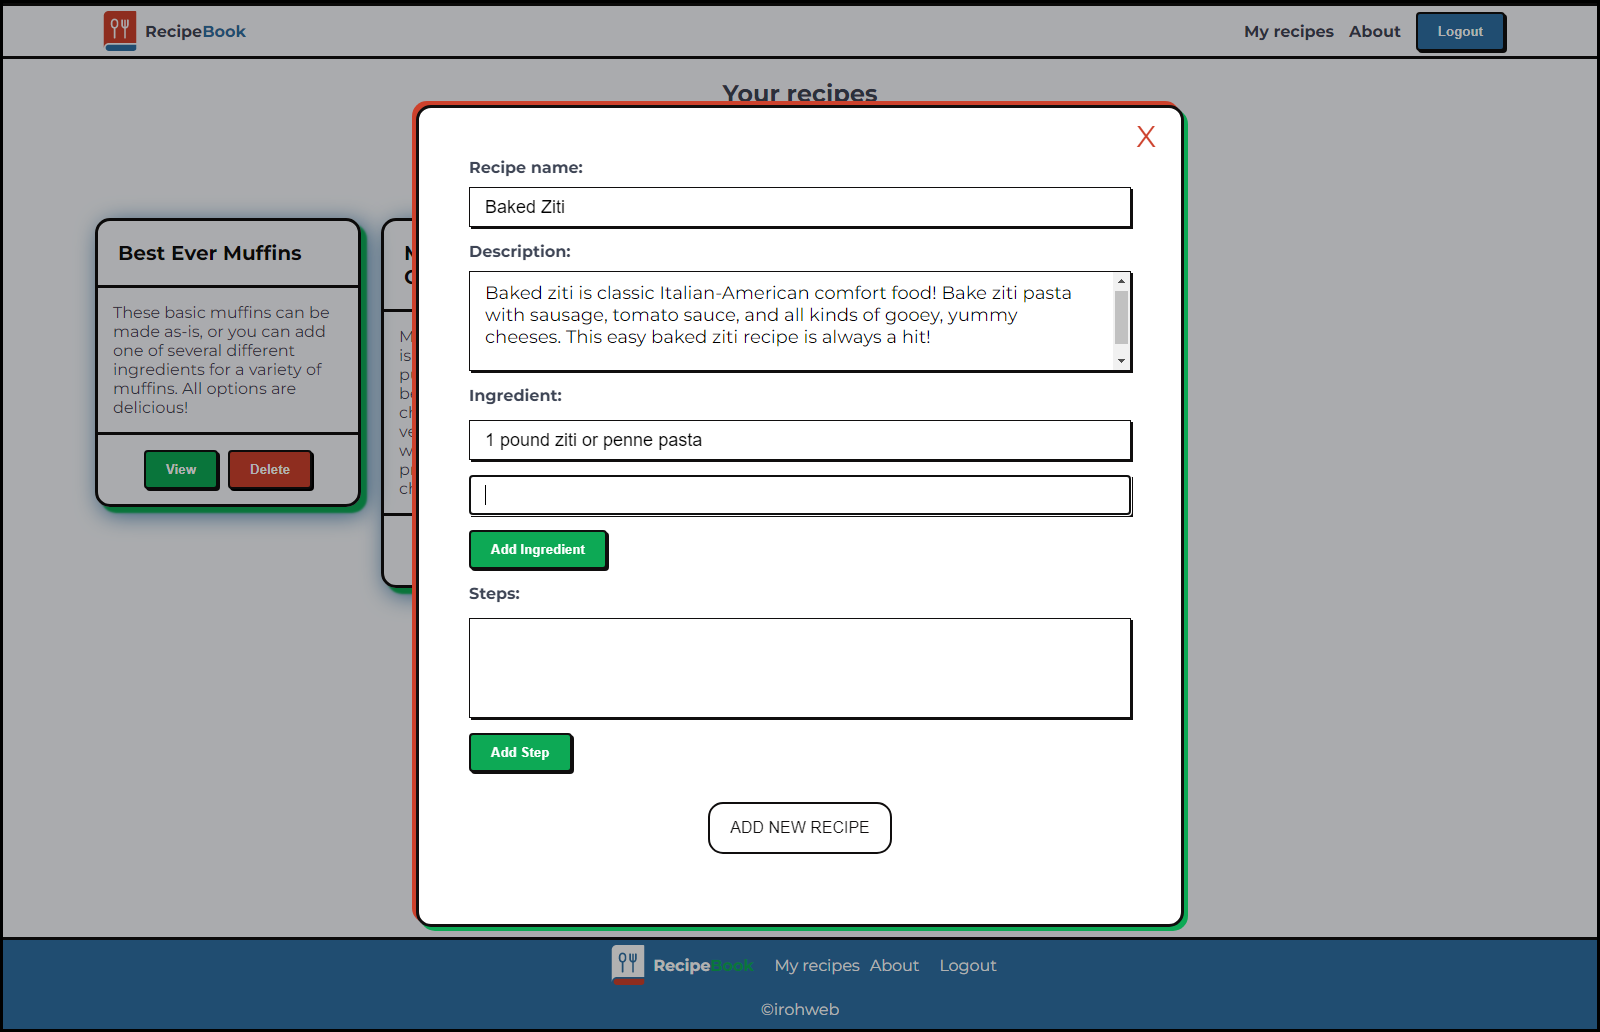 RecipeBook
My recipes About Logout
Your recipes
X
Recipe name:
Baked Ziti
Description:
Baked ziti is classic Italian-American comfort food! Bake ziti pasta
with sausage, tomato sauce, and all kinds of gooey, yummy
cheeses. This easy baked ziti recipe is always a hit!
Ingredient:
1 pound ziti or penne pasta
Add Ingredient
Steps:
Add Step
ADD NEW RECIPE
Best Ever Muffins
These basic muffins can be
made as-is, or you can add
one of several different
ingredients for a variety of
muffins. All options are
delicious!
View Delete
RecipeBook My recipes About Logout
©irohweb